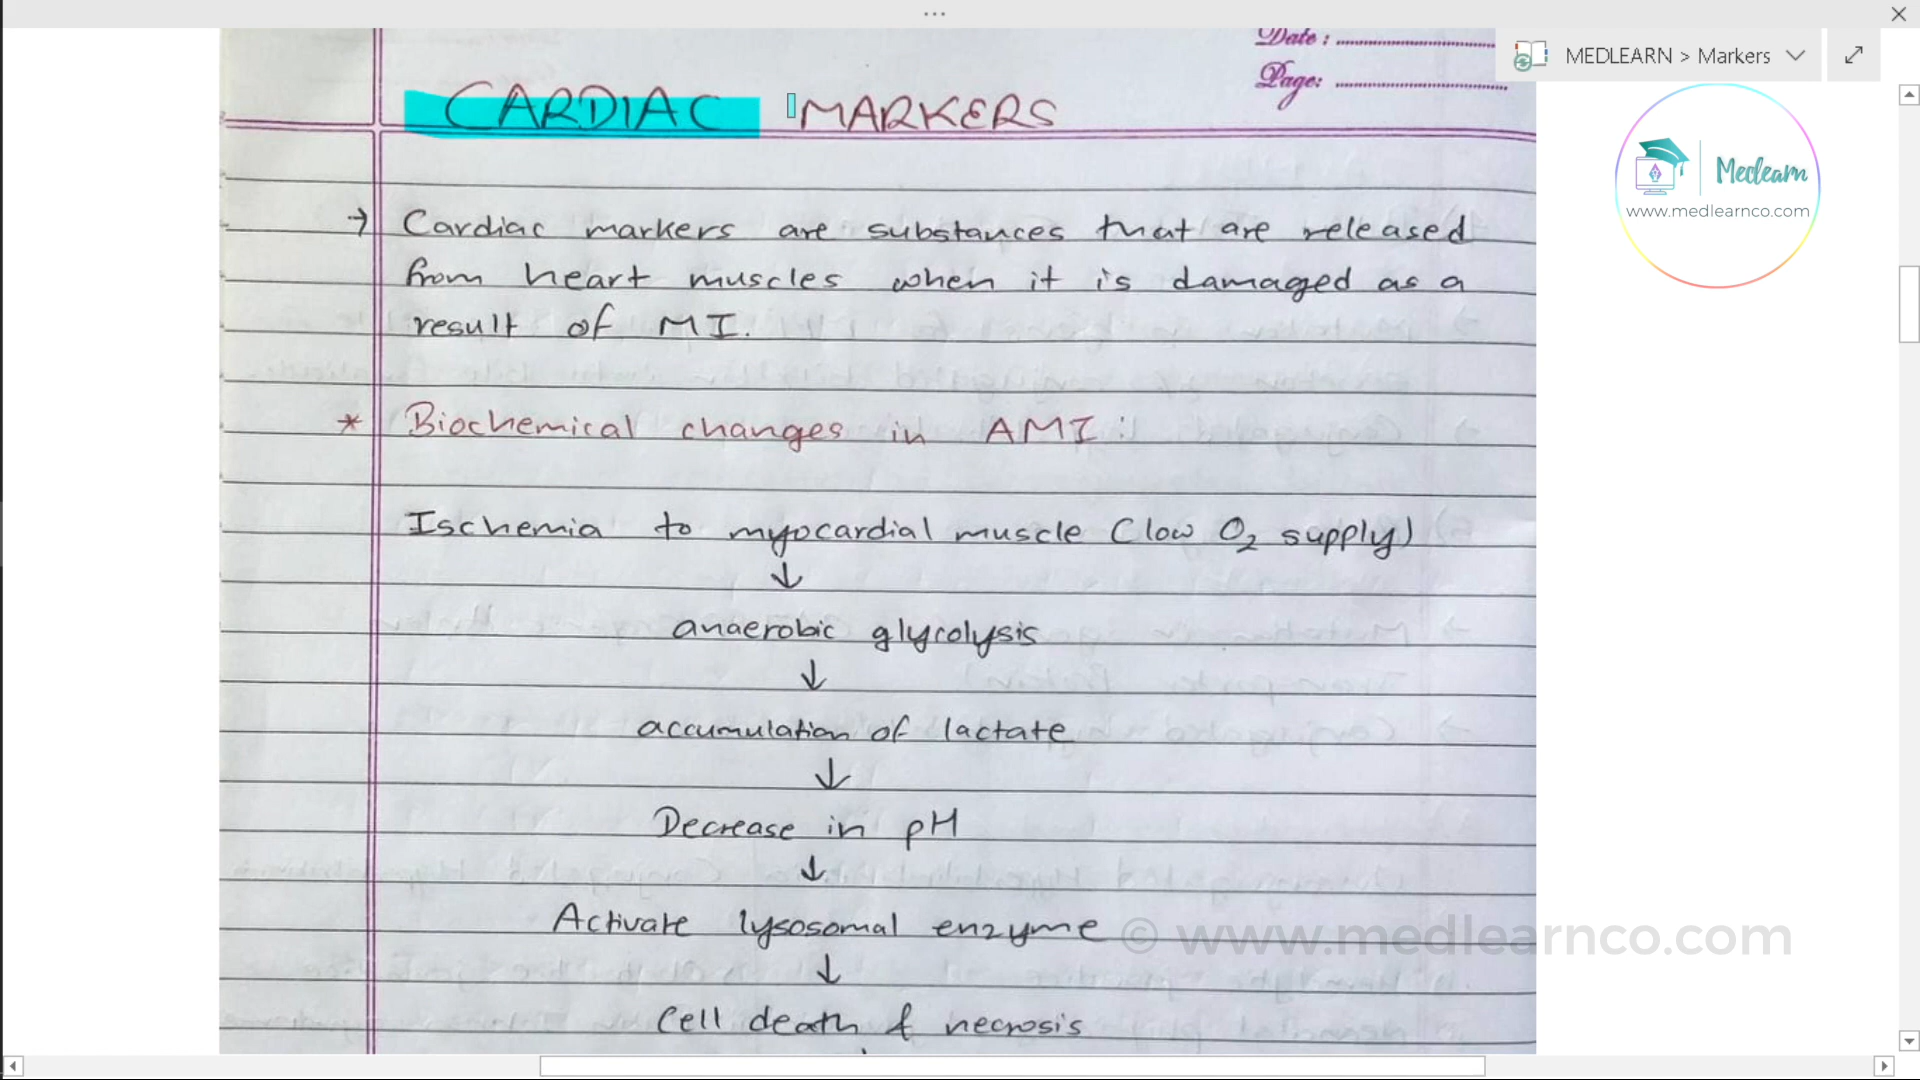 ...
Date :
Page:
MEDLEARN > Markers
CARDIAC MARKERS
Medlearn
www.medlearnco.com
→ Cardiac markers are substances that are released
from heart muscles when it is damaged as a
result of MI.
* Biochemical changes in AMI :
Ischemia to myocardial muscle (low O2 supply)
↓
anaerobic glycolysis
↓
accumulation of lactate
↓
Decrease in pH
↓
Activate lysosomal enzyme
© www.medlearnco.com
↓
Cell death & necrosis